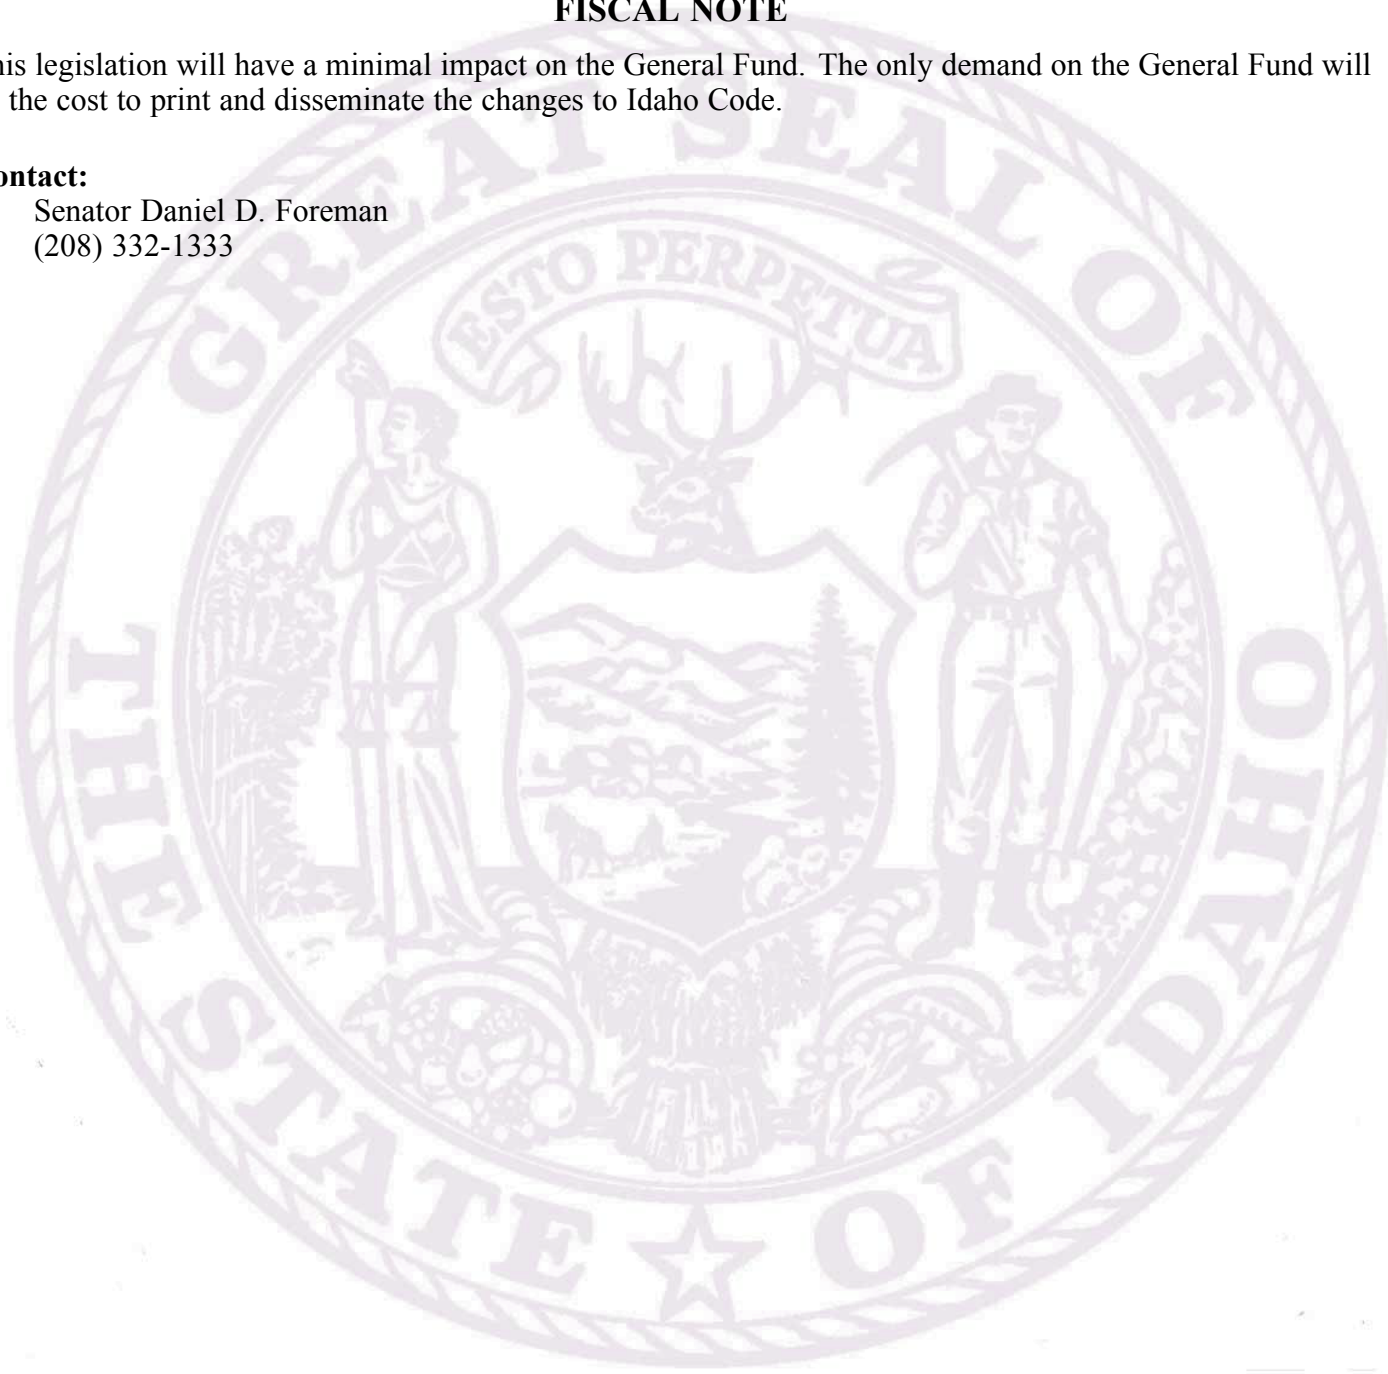 FISCAL NOTE
his legislation will have a minimal impact on the General Fund. The only demand on the General Fund will
the cost to print and disseminate the changes to Idaho Code.
ontact:
Senator Daniel D. Foreman
(208) 332-1333
GREAT SEAL OF
ESTO PERPETUA
THE STATE OF IDAHO